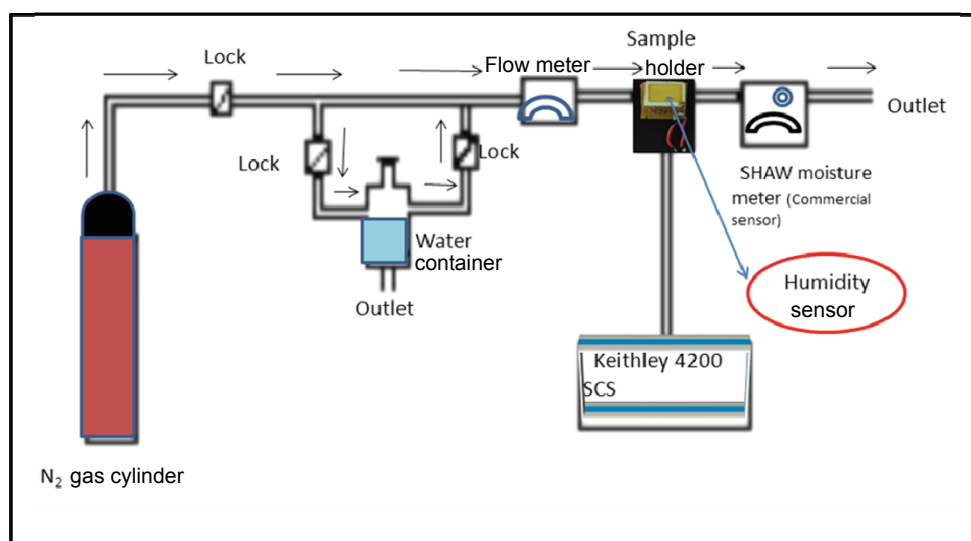 Lock
Flow meter
Sample
holder
Outlet
Lock
Lock
SHAW moisture
meter (Commercial
sensor)
Water
container
Outlet
Humidity
sensor
Keithley 4200
SCS
N₂ gas cylinder